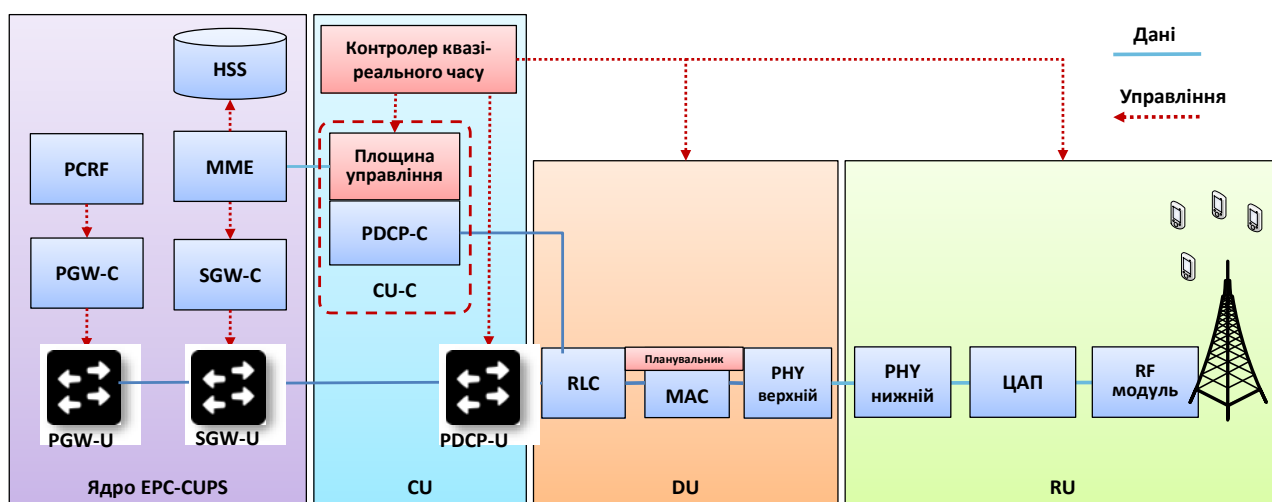 HSS
Контролер квазі-
реального часу
Дані
Управління
PCRF
MME
Площина
управління
PDCP-C
PGW-C
SGW-C
CU-C
Планувальник
RLC
MAC
PHY
верхній
PHY
нижній
ЦАП
RF
модуль
PGW-U
SGW-U
PDCP-U
Ядро EPC-CUPS
CU
DU
RU